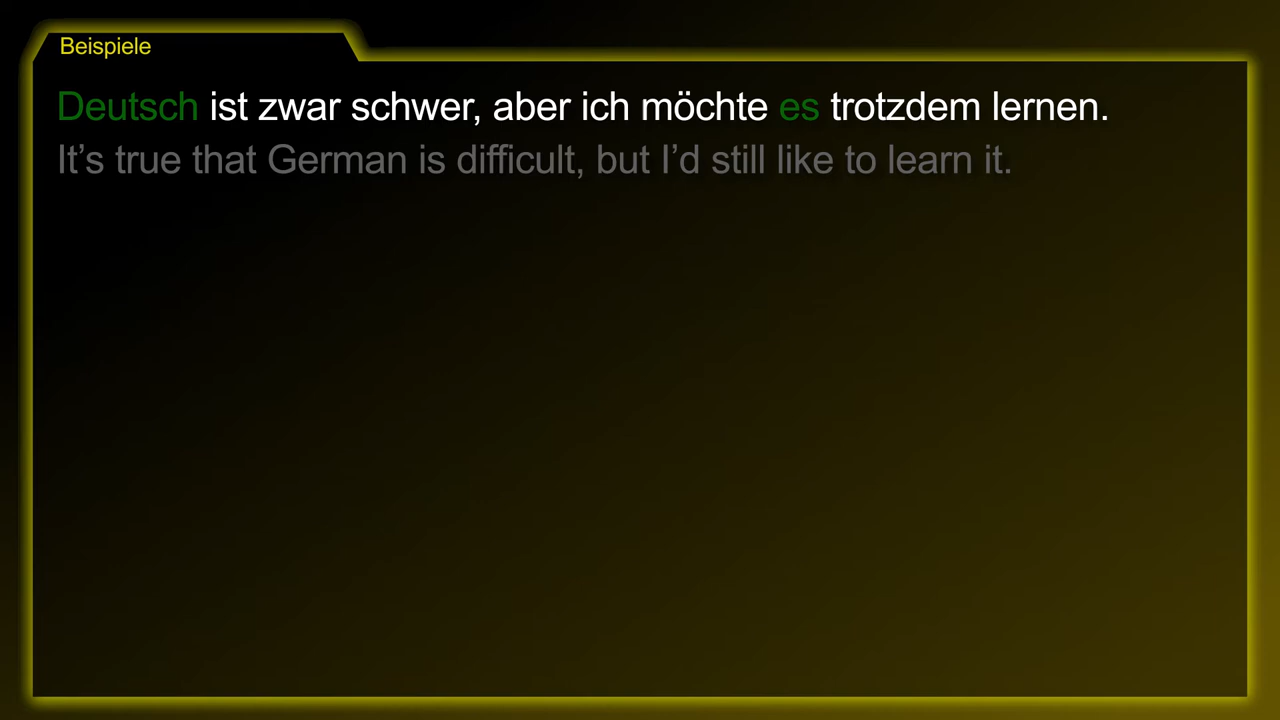 Beispiele
Deutsch ist zwar schwer, aber ich möchte es trotzdem lernen.
It’s true that German is difficult, but I’d still like to learn it.